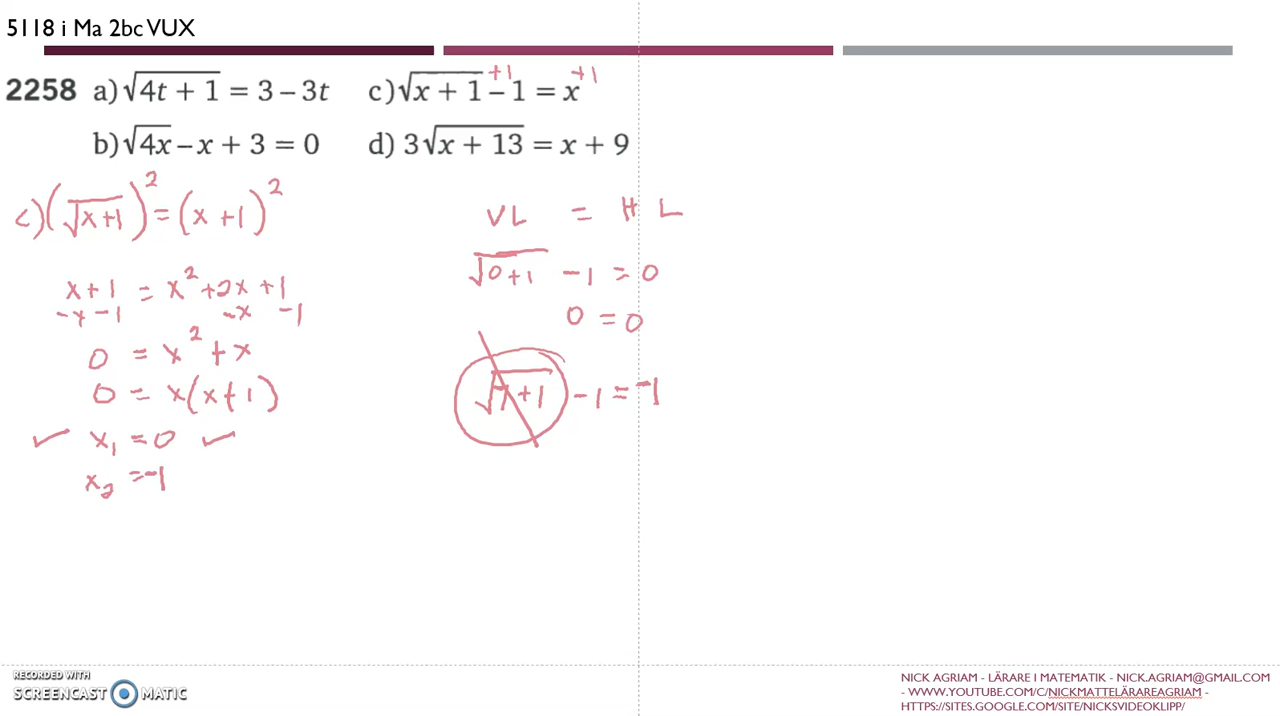 5118 i Ma 2bc VUX
2258 a) √(4t + 1) = 3 – 3t
c) √(x + 1) – 1 = x
+1 +1
b) √(4x) – x + 3 = 0
d) 3√(x + 13) = x + 9
c) (√(x+1))² = (x+1)²
x+1 = x²+2x+1
-x -1 -x -1
0 = x²+x
0 = x(x+1)
✓ x₁ = 0 ✓
x₂ = -1
VL = HL
√(0+1) -1 = 0
0 = 0
√(-1+1) -1 = -1
RECORDED WITH
SCREENCAST MATIC
NICK AGRIAM - LÄRARE I MATEMATIK - NICK.AGRIAM@GMAIL.COM
- WWW.YOUTUBE.COM/C/NICKMATTELÄRAREAGRIAM -
HTTPS://SITES.GOOGLE.COM/SITE/NICKSVIDEOKLIPP/